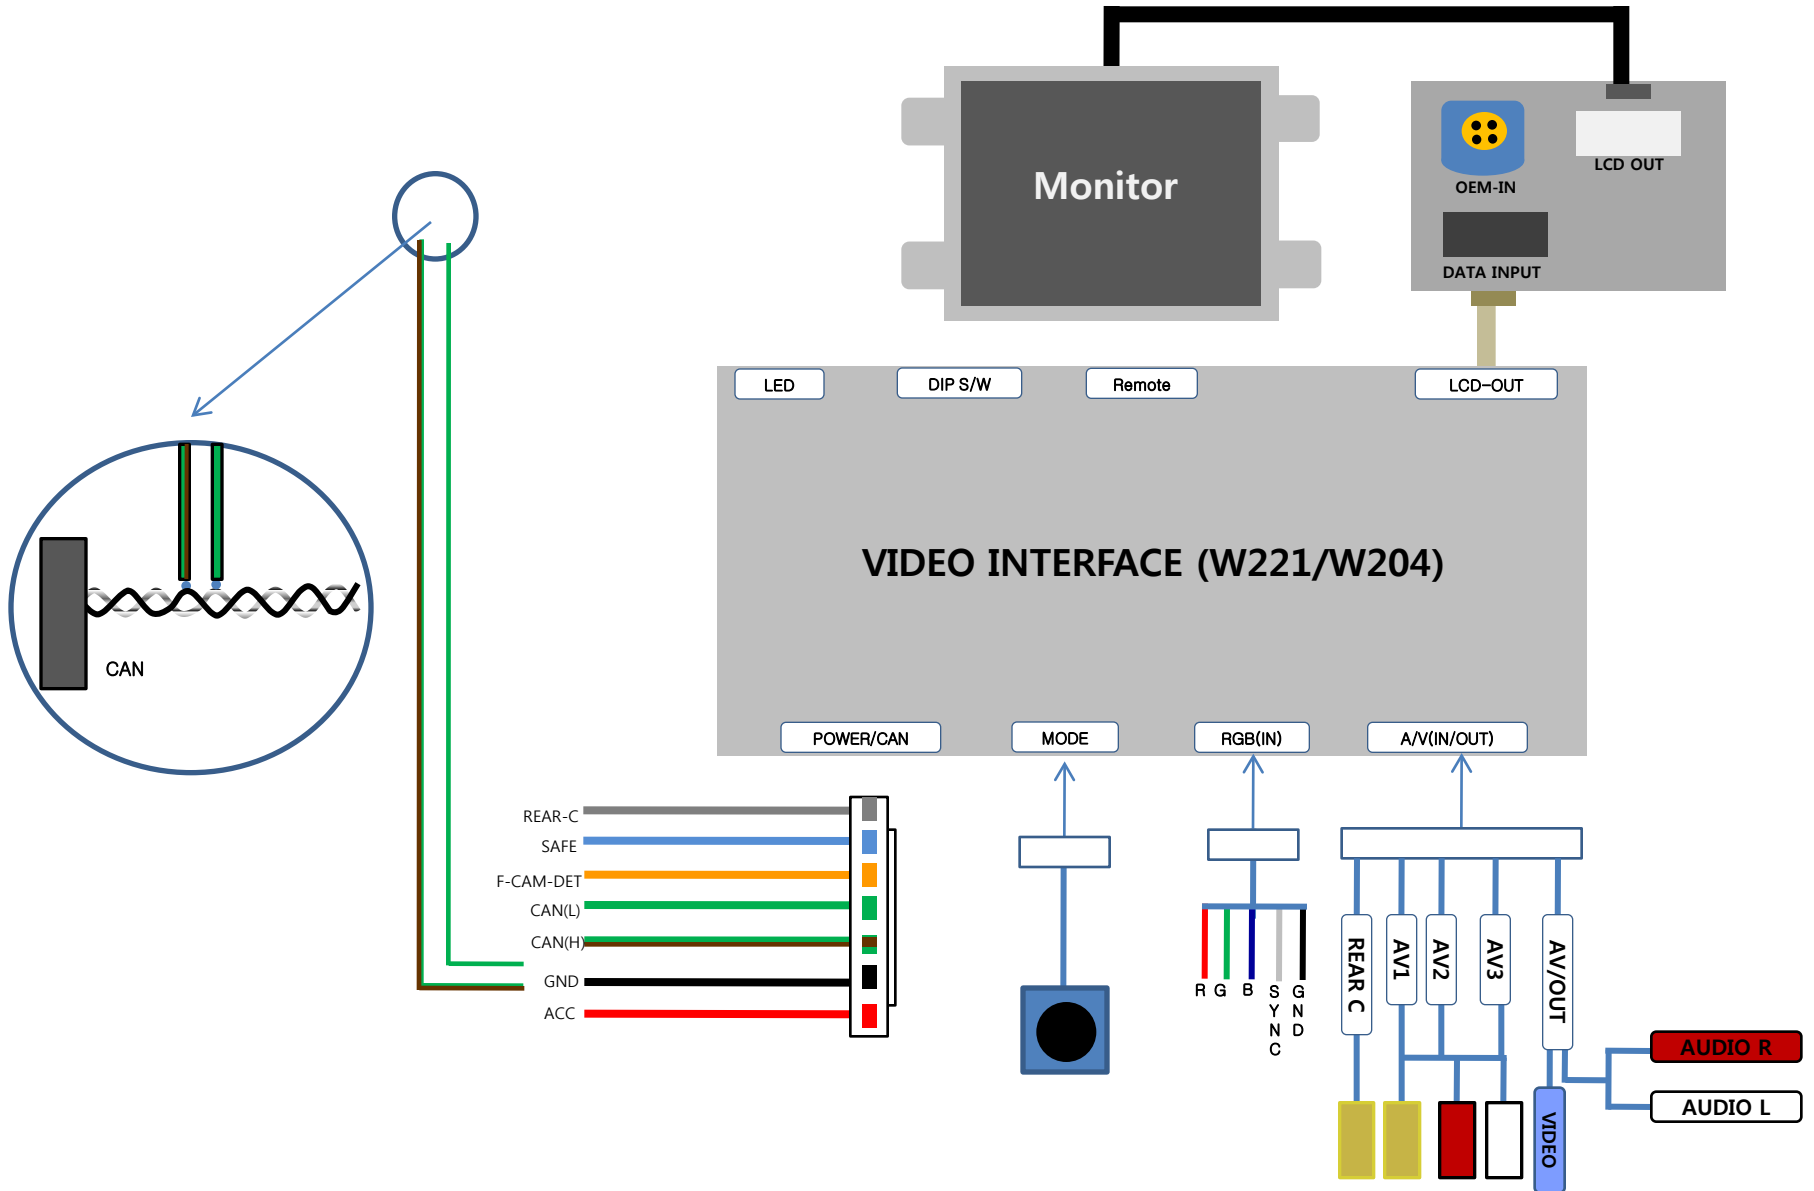 Monitor
LCD OUT
OEM-IN
DATA INPUT
LED
DIP S/W
Remote
LCD-OUT
VIDEO INTERFACE (W221/W204)
CAN
POWER/CAN
MODE
RGB(IN)
A/V(IN/OUT)
REAR-C
SAFE
F-CAM-DET
CAN(L)
CAN(H)
GND
ACC
R
G
B
SYNC
GND
REAR C
AV1
AV2
AV3
AV/OUT
AUDIO R
AUDIO L
VIDEO